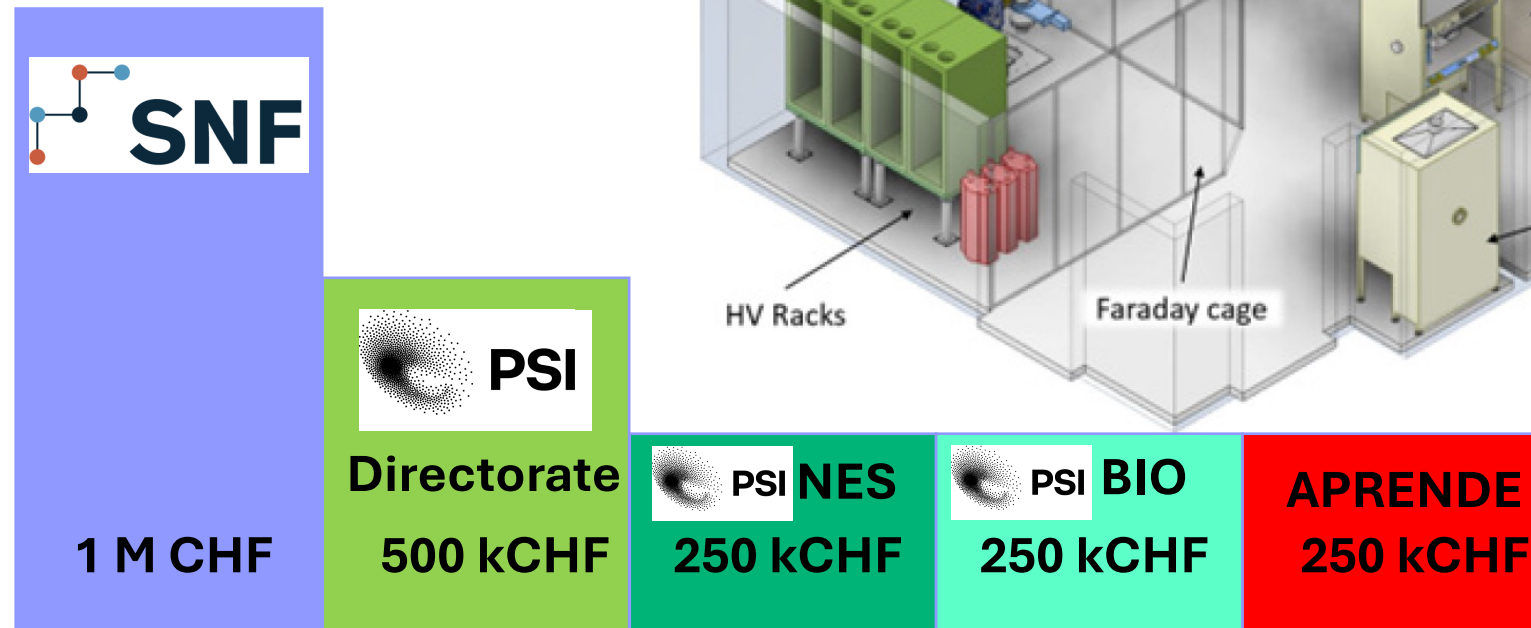 SNF
1 M CHF
PSI
Directorate
500 kCHF
PSI NES
250 kCHF
PSI BIO
250 kCHF
APRENDE
250 kCHF
HV Racks
Faraday cage